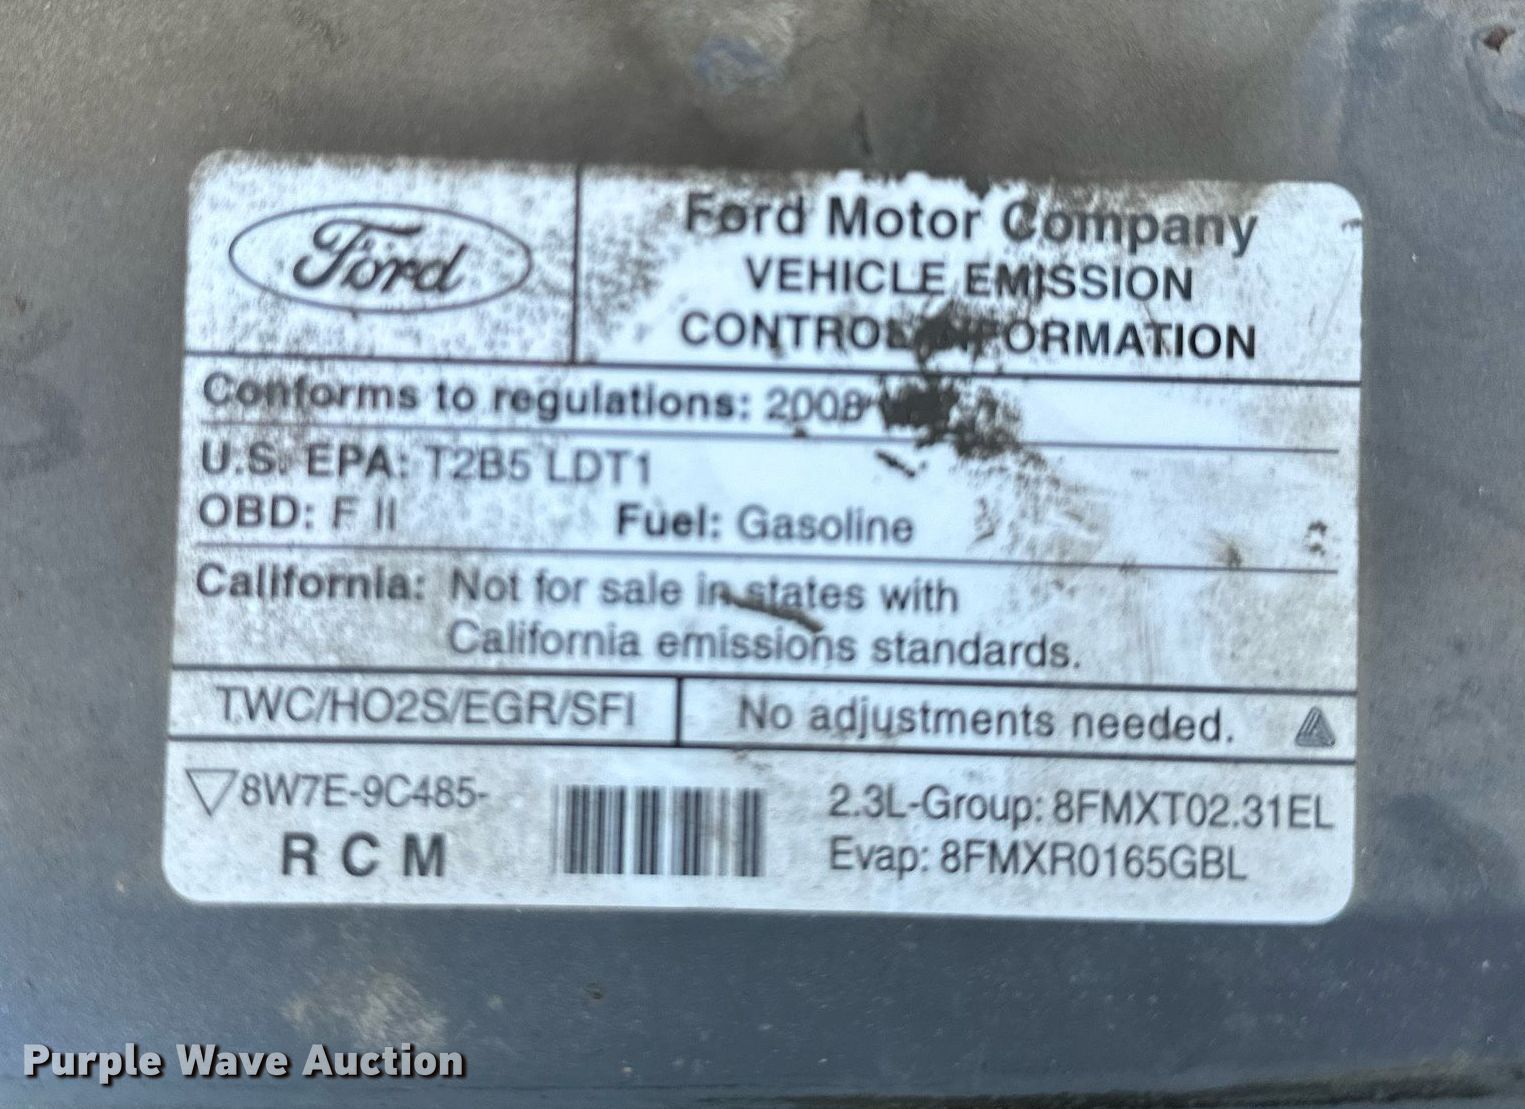 Ford
Ford Motor Company
VEHICLE EMISSION
CONTROL INFORMATION
Conforms to regulations: 2008
U.S. EPA: T2B5 LDT1
OBD: F II Fuel: Gasoline
California: Not for sale in states with
California emissions standards.
TWC/HO2S/EGR/SFI No adjustments needed.
8W7E-9C485-
R C M
2.3L-Group: 8FMXT02.31EL
Evap: 8FMXR0165GBL
Purple Wave Auction